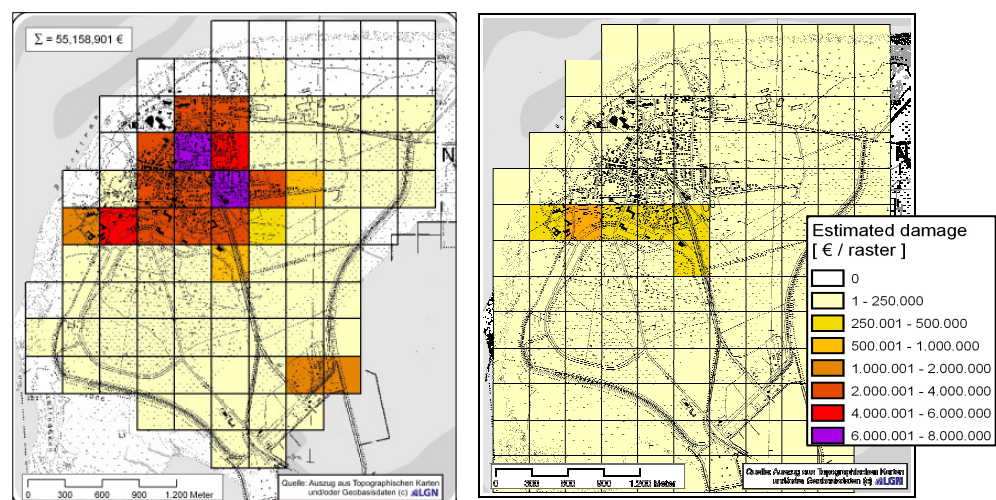 Σ = 55,158,901 €
N
0 300 600 900 1.200 Meter
Quelle: Auszug aus Topographischen Karten
und/oder Geobasisdaten (c) LGN
N
Estimated damage
[ € / raster ]
0
1 - 250.000
250.001 - 500.000
500.001 - 1.000.000
1.000.001 - 2.000.000
2.000.001 - 4.000.000
4.000.001 - 6.000.000
6.000.001 - 8.000.000
0 300 600 900 1.200 Meter
Quelle: Auszug aus Topographischen Karten
und/oder Geobasisdaten (c) LGN